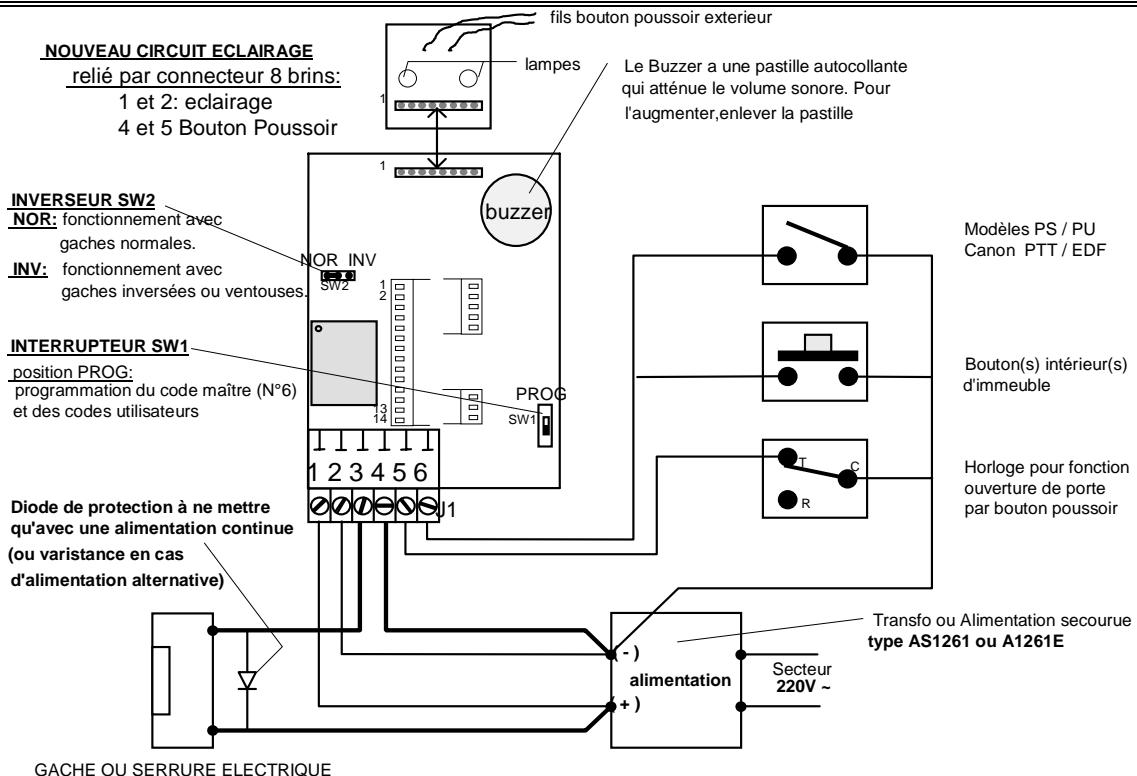 fils bouton poussoir exterieur
NOUVEAU CIRCUIT ECLAIRAGE
relié par connecteur 8 brins:
1 et 2: eclairage
4 et 5 Bouton Poussoir
lampes
1
Le Buzzer a une pastille autocollante
qui atténue le volume sonore. Pour
l'augmenter,enlever la pastille
1
buzzer
INVERSEUR SW2
NOR: fonctionnement avec
gaches normales.
INV: fonctionnement avec
gaches inversées ou ventouses.
NOR INV
SW2
1
2
13
14
INTERRUPTEUR SW1
position PROG:
programmation du code maître (N°6)
et des codes utilisateurs
PROG
SW1
1 2 3 4 5 6
J1
Modèles PS / PU
Canon PTT / EDF
Bouton(s) intérieur(s)
d'immeuble
T
C
R
Horloge pour fonction
ouverture de porte
par bouton poussoir
Diode de protection à ne mettre
qu'avec une alimentation continue
(ou varistance en cas
d'alimentation alternative)
Transfo ou Alimentation secourue
type AS1261 ou A1261E
( - )
alimentation
( + )
Secteur
220V ~
GACHE OU SERRURE ELECTRIQUE